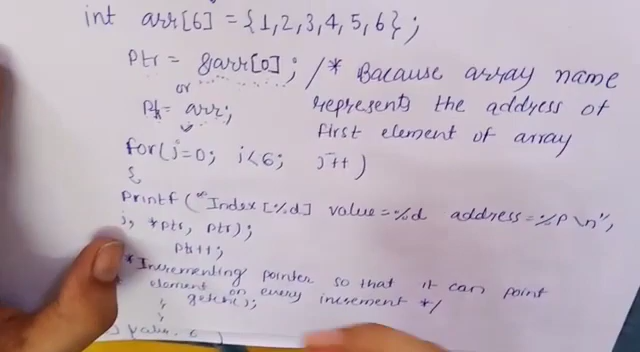 int arr[6] = {1,2,3,4,5,6};
ptr = &arr[0]; /* Bacause array name
or
ptr = arr; represents the address of
first element of array
for(j=0; j<6; j++)
{
Printf("Index[%d] value=%d address=%p \n",
j, *ptr, ptr);
ptr++;
*Incrementing pointer so that it can point
element on every increment */
getch();
}
}